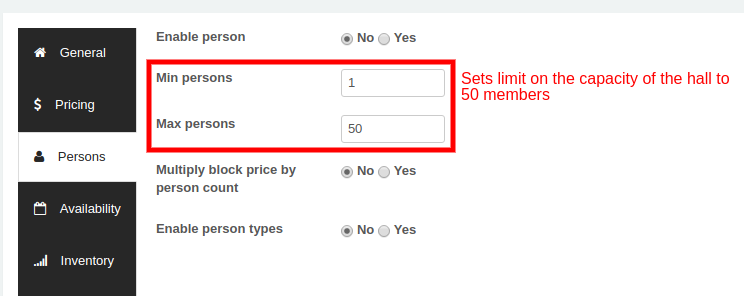 General
Pricing
Persons
Availability
Inventory
Enable person No Yes
Min persons 1
Max persons 50
Sets limit on the capacity of the hall to
50 members
Multiply block price by No Yes
person count
Enable person types No Yes